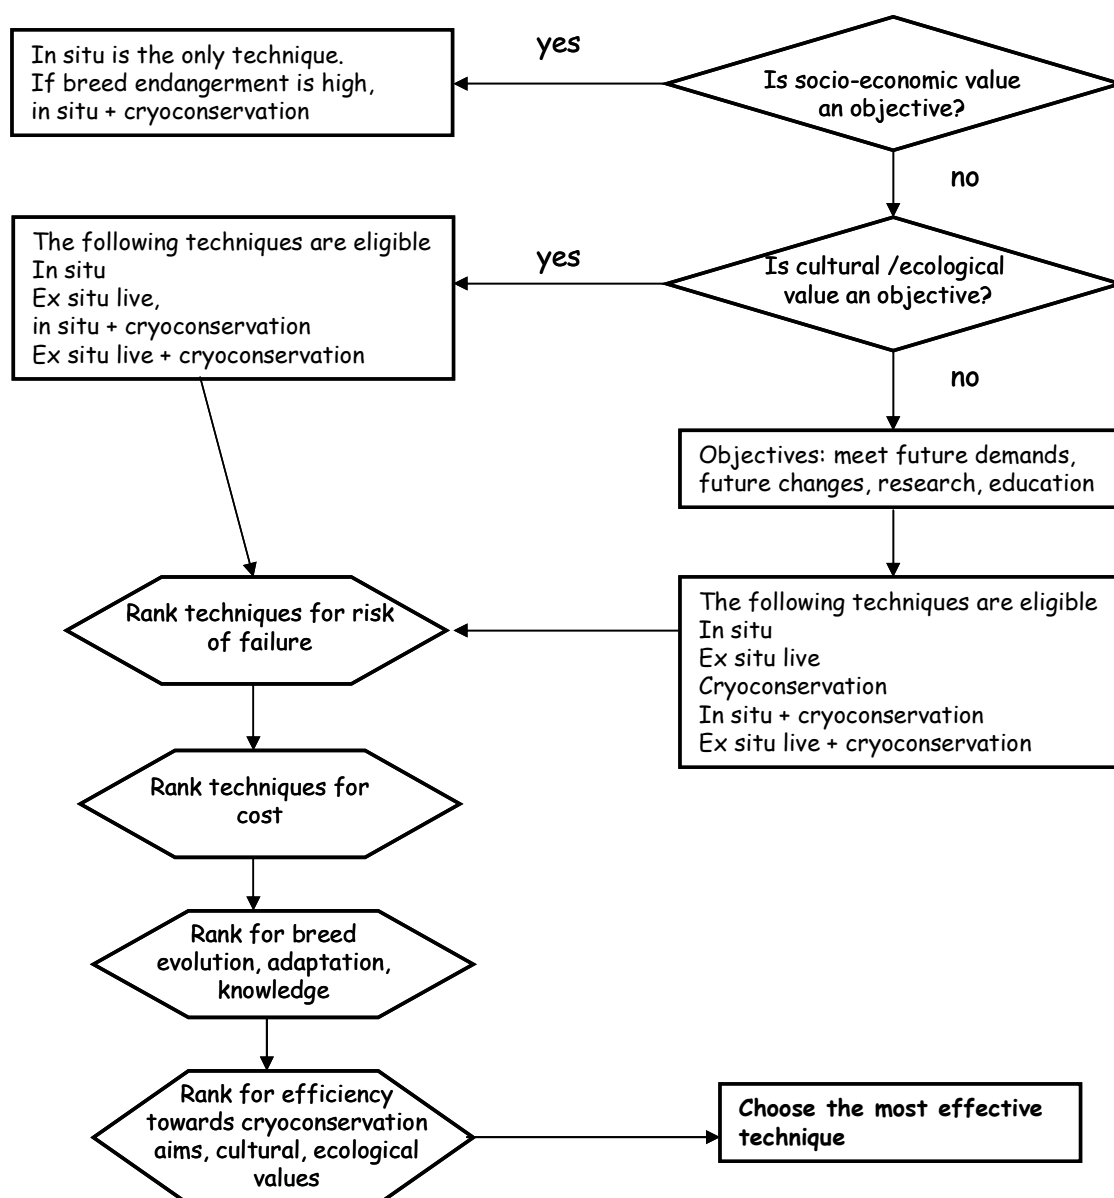 In situ is the only technique.
If breed endangerment is high,
in situ + cryoconservation
yes
Is socio-economic value
an objective?
no
The following techniques are eligible
In situ
Ex situ live,
in situ + cryoconservation
Ex situ live + cryoconservation
yes
Is cultural /ecological
value an objective?
no
Objectives: meet future demands,
future changes, research, education
The following techniques are eligible
In situ
Ex situ live
Cryoconservation
In situ + cryoconservation
Ex situ live + cryoconservation
Rank techniques for risk
of failure
Rank techniques for
cost
Rank for breed
evolution, adaptation,
knowledge
Rank for efficiency
towards cryoconservation
aims, cultural, ecological
values
Choose the most effective
technique